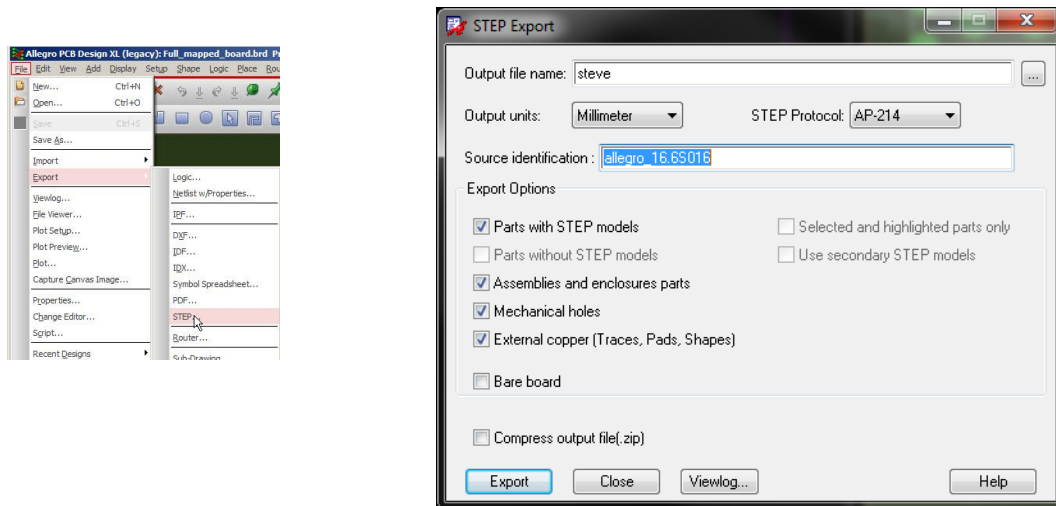 Allegro PCB Design XL (legacy): Full_mapped_board.brd
File Edit View Add Display Setup Shape Logic Place
New... Ctrl+N
Open... Ctrl+O
Save Ctrl+S
Save As...
Import
Export
Viewlog...
File Viewer...
Plot Setup...
Plot Preview...
Plot...
Capture Canvas Image...
Properties...
Change Editor...
Script...
Recent Designs
Logic...
Netlist w/Properties...
IPF...
DXF...
IDF...
IDX...
Symbol Spreadsheet...
PDF...
STEP...
Router...
Sub-Drawing
STEP Export
Output file name: steve ...
Output units: Millimeter STEP Protocol: AP-214
Source identification : allegro_16.6S016
Export Options
Parts with STEP models Selected and highlighted parts only
Parts without STEP models Use secondary STEP models
Assemblies and enclosures parts
Mechanical holes
External copper (Traces, Pads, Shapes)
Bare board
Compress output file(.zip)
Export Close Viewlog... Help